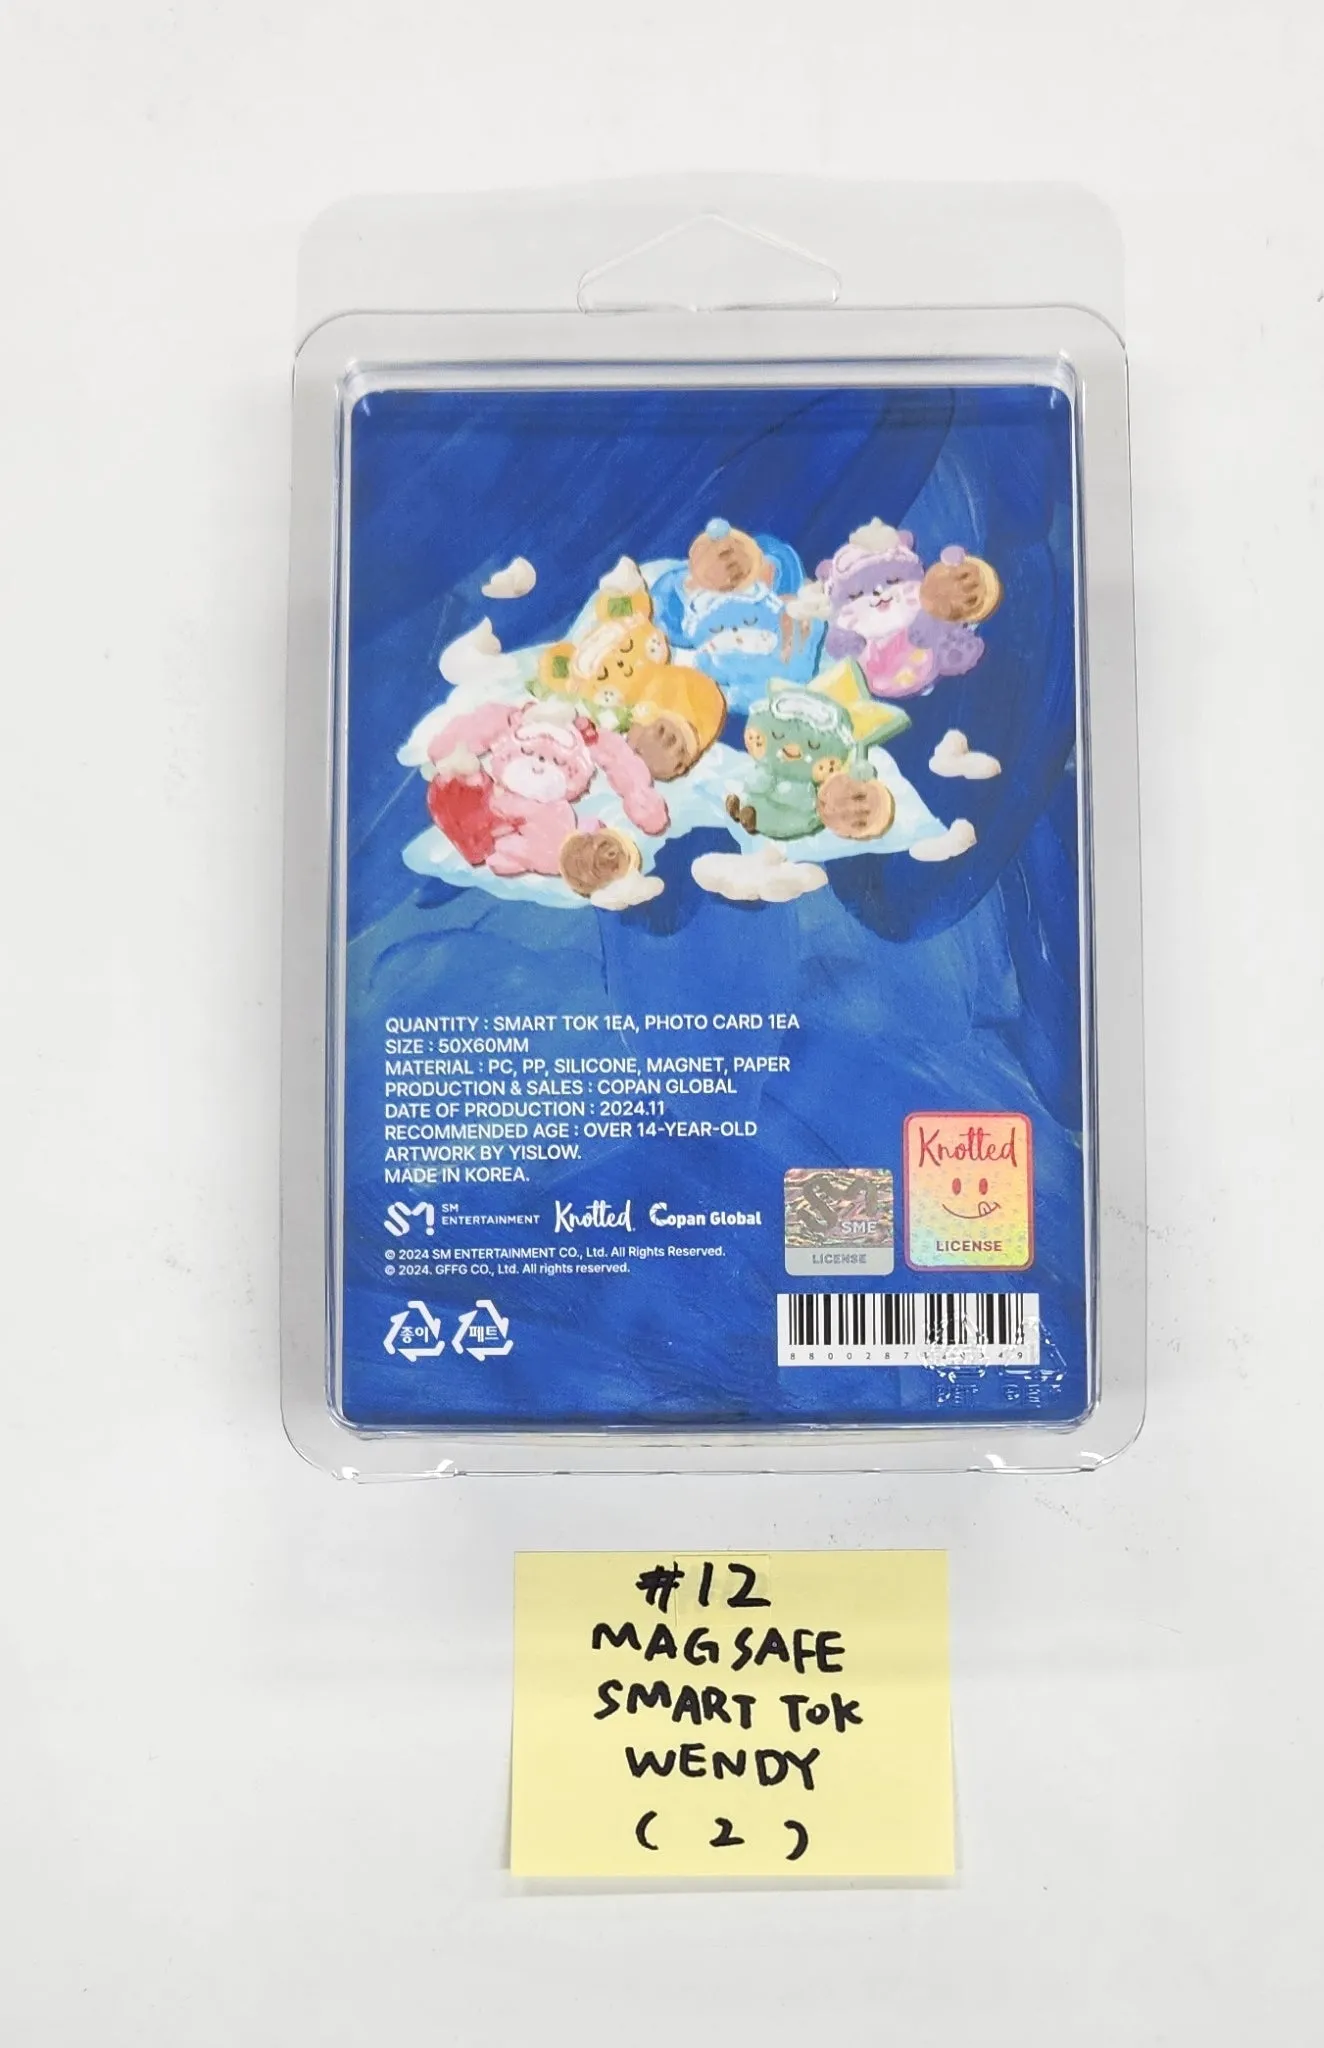 QUANTITY : SMART TOK 1EA, PHOTO CARD 1EA
SIZE : 50X60MM
MATERIAL : PC, PP, SILICONE, MAGNET, PAPER
PRODUCTION & SALES : COPAN GLOBAL
DATE OF PRODUCTION : 2024.11
RECOMMENDED AGE : OVER 14-YEAR-OLD
ARTWORK BY YISLOW.
MADE IN KOREA.
SM
ENTERTAINMENT
Knotted
Copan Global
© 2024 SM ENTERTAINMENT CO., Ltd. All Rights Reserved.
© 2024. GFFG CO., Ltd. All rights reserved.
SME
LICENSE
Knotted
LICENSE
종이
페트
PET
#12
MAGSAFE
SMART TOK
WENDY
( 2 )